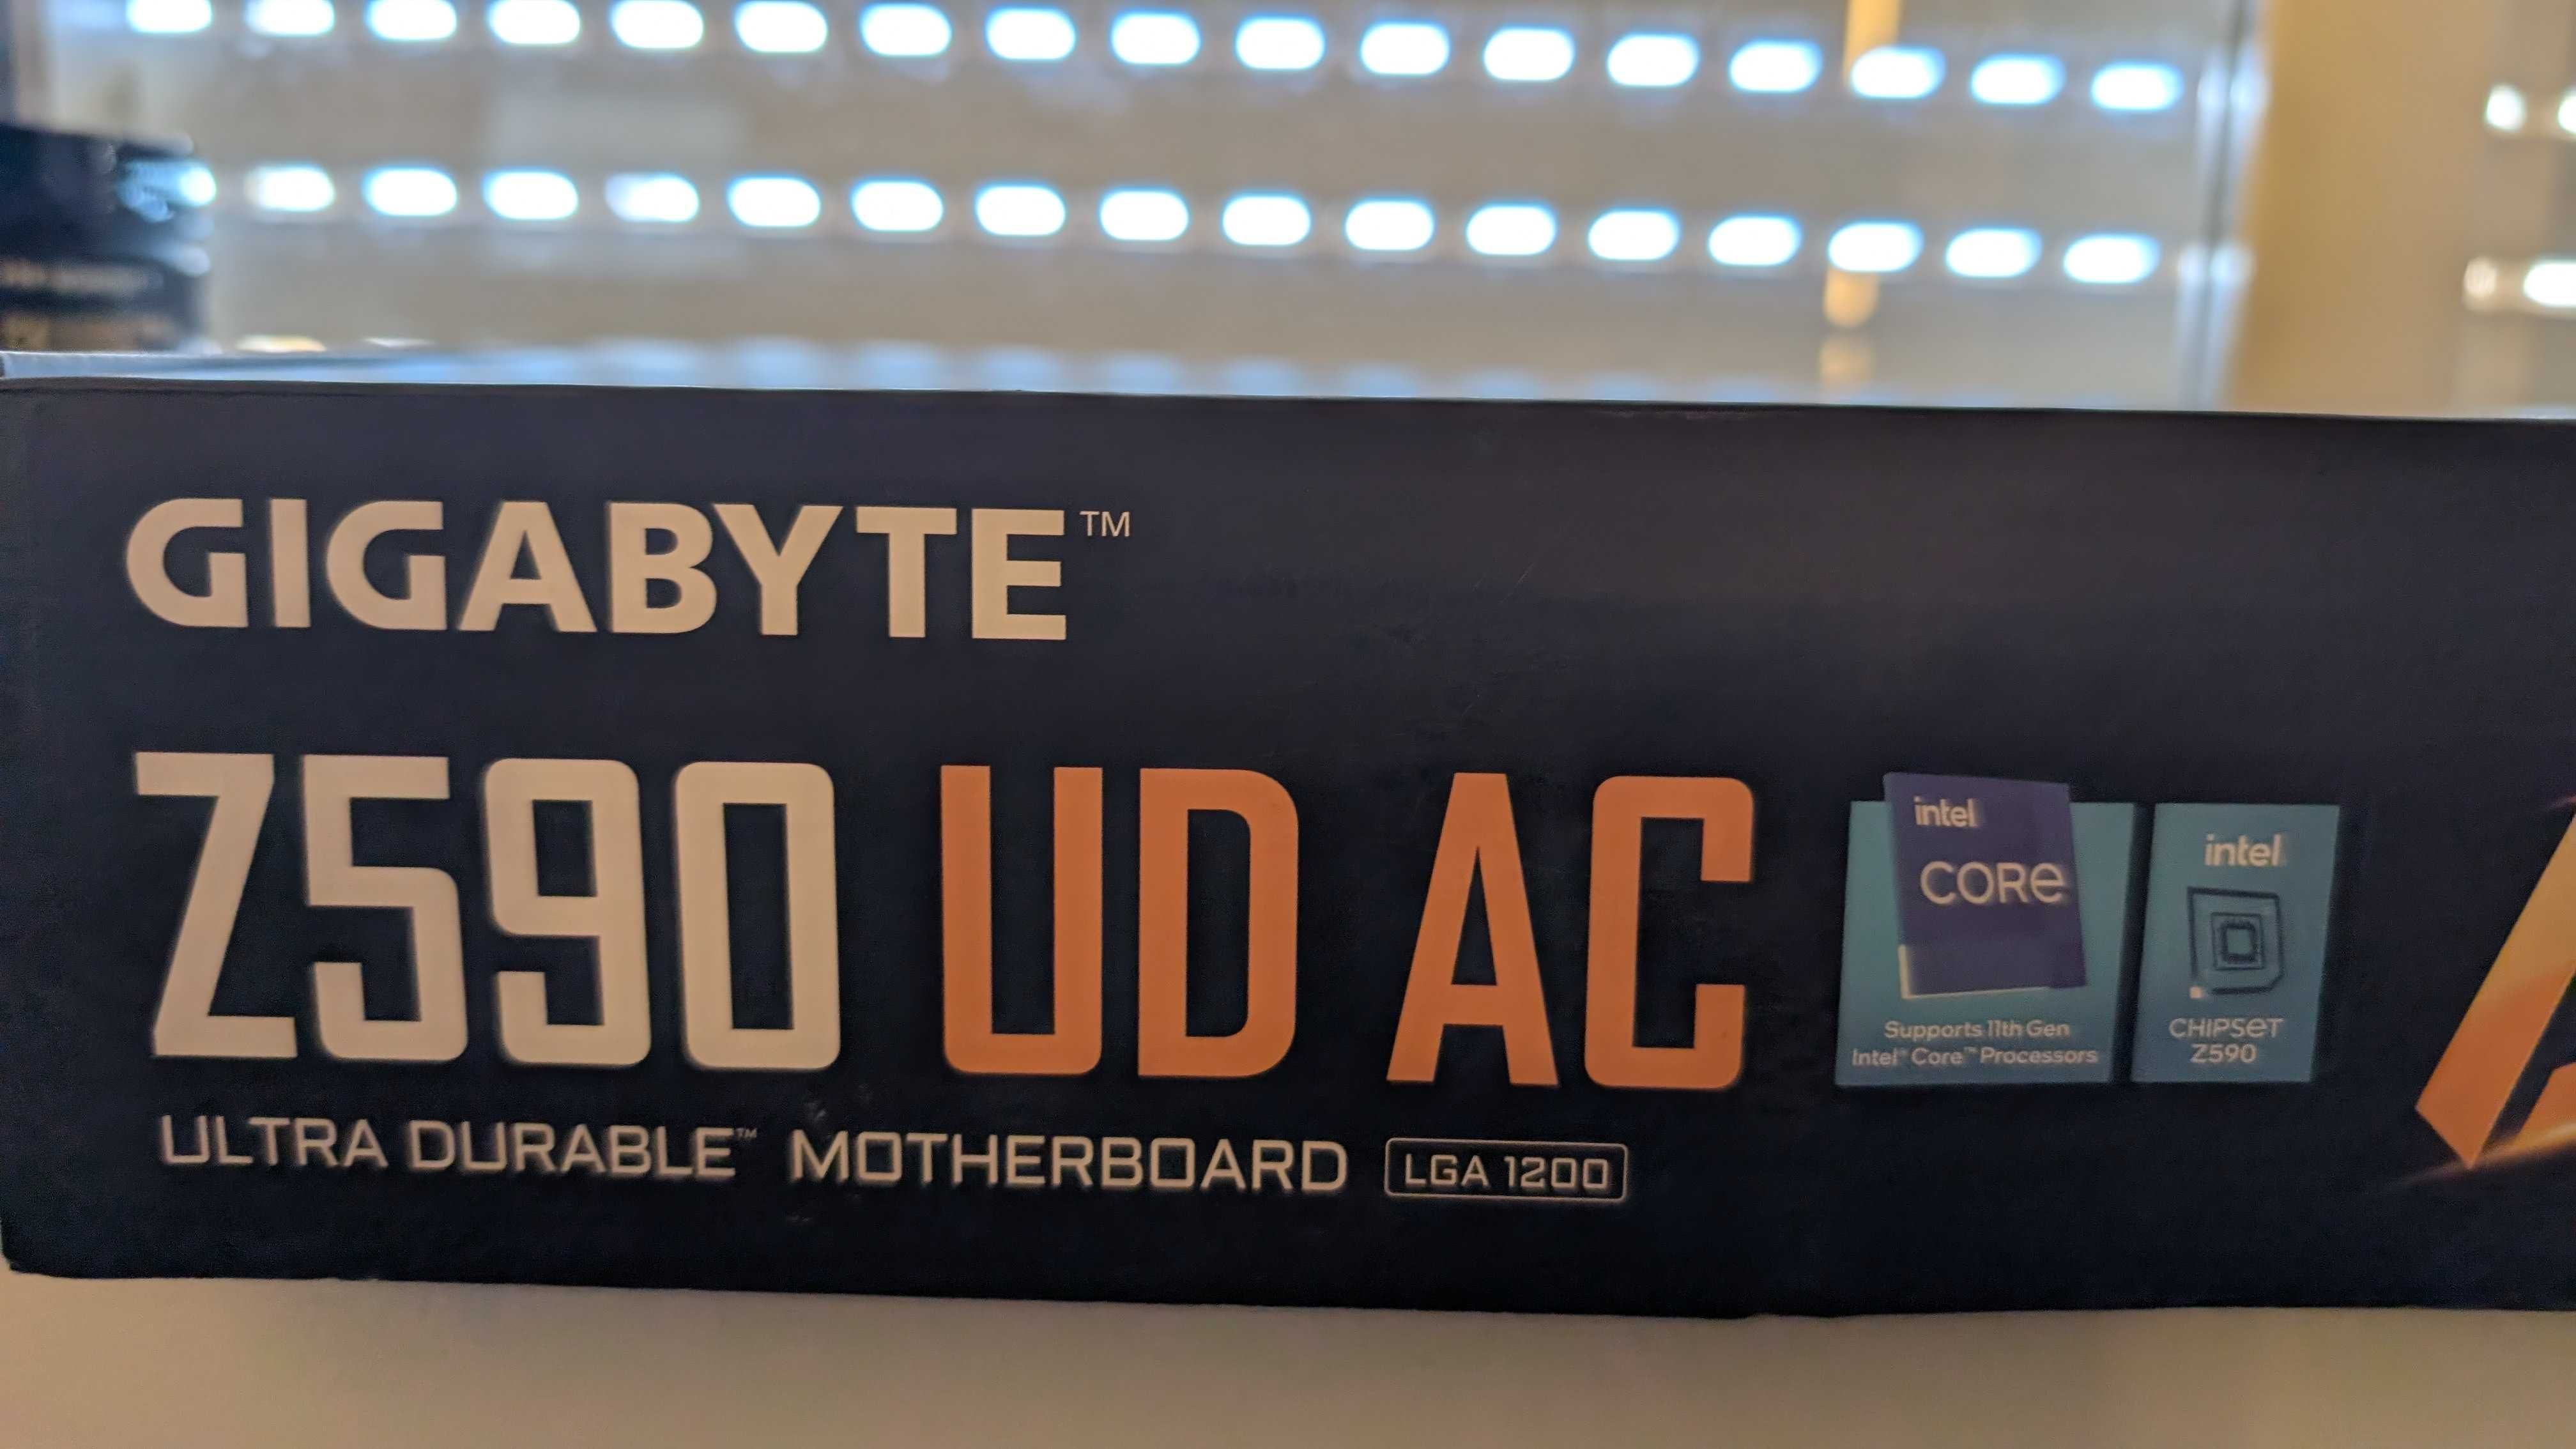 GIGABYTE™
Z590 UD AC
intel
CORE
Supports 11th Gen
Intel® Core™ Processors
intel
CHIPSET
Z590
ULTRA DURABLE™ MOTHERBOARD LGA 1200